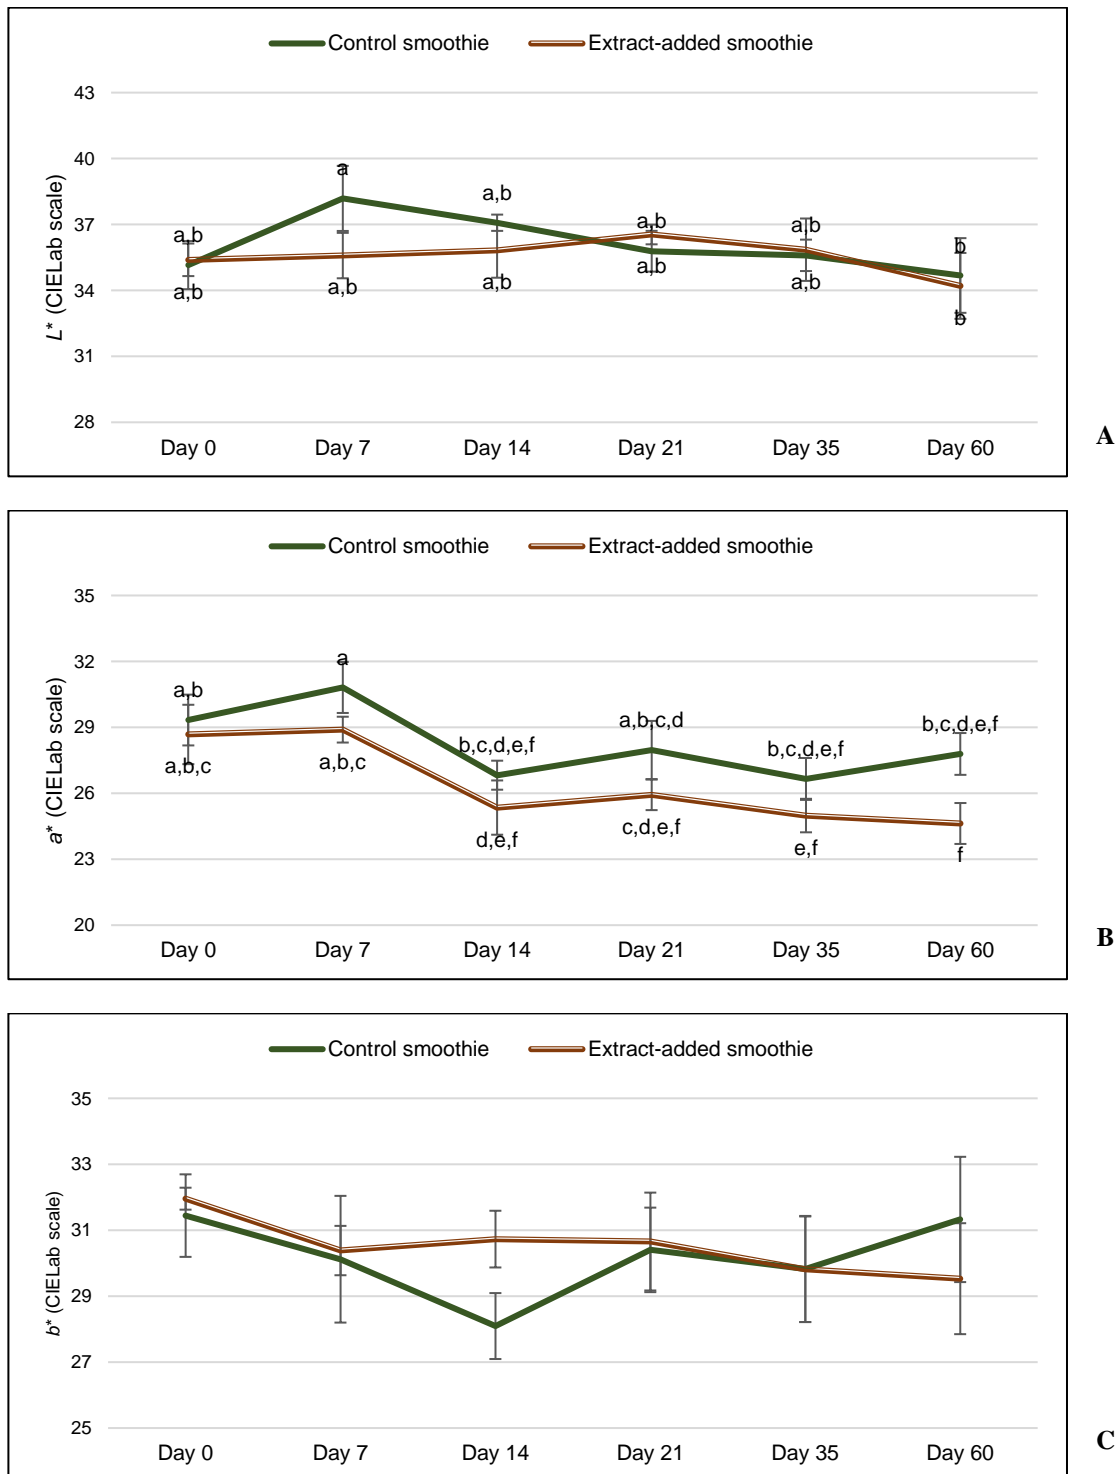 Control smoothie Extract-added smoothie
L* (CIELab scale)
43
40
37
34
31
28
a,b
a
a,b
a,b
a,b
b
a,b
a,b
a,b
a,b
a,b
b
Day 0 Day 7 Day 14 Day 21 Day 35 Day 60
A
Control smoothie Extract-added smoothie
a* (CIELab scale)
35
32
29
26
23
20
a,b
a
b,c,d,e,f
a,b,c,d
b,c,d,e,f
b,c,d,e,f
a,b,c
a,b,c
d,e,f
c,d,e,f
e,f
f
Day 0 Day 7 Day 14 Day 21 Day 35 Day 60
B
Control smoothie Extract-added smoothie
b* (CIELab scale)
35
33
31
29
27
25
Day 0 Day 7 Day 14 Day 21 Day 35 Day 60
C